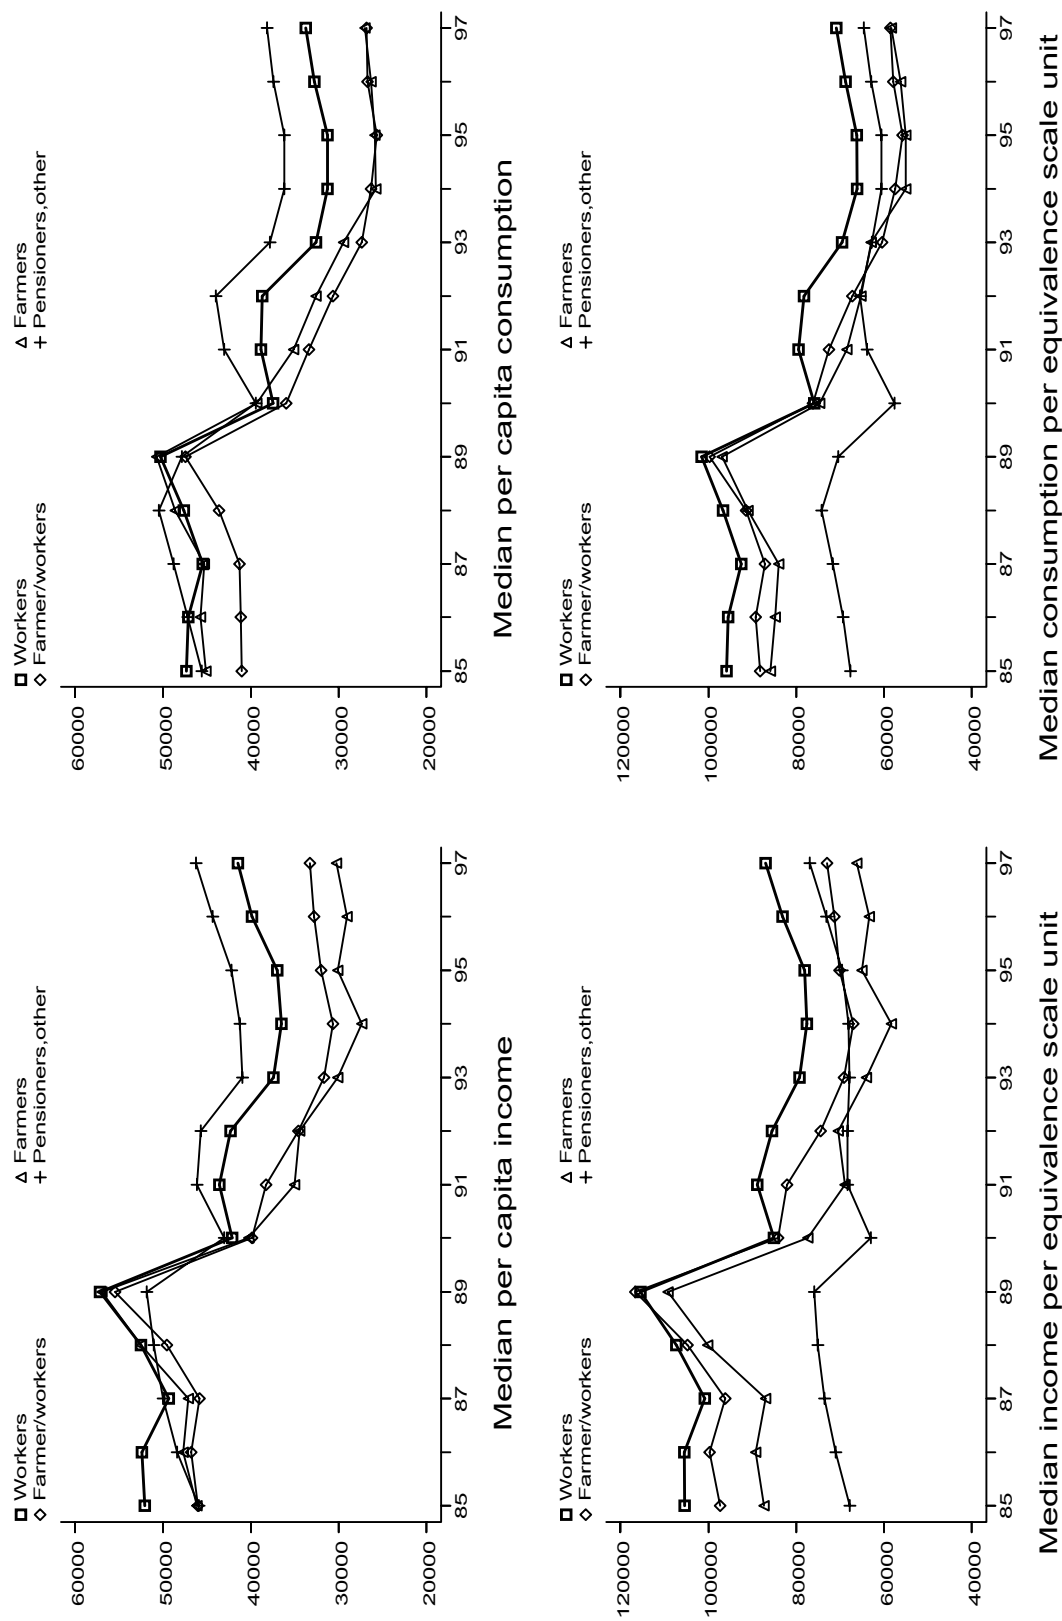 □ Workers △ Farmers
◇ Farmer/workers + Pensioners,other
60000
50000
40000
30000
20000
85 87 89 91 93 95 97
Median per capita income
□ Workers △ Farmers
◇ Farmer/workers + Pensioners,other
60000
50000
40000
30000
20000
85 87 89 91 93 95 97
Median per capita consumption
□ Workers △ Farmers
◇ Farmer/workers + Pensioners,other
120000
100000
80000
60000
40000
85 87 89 91 93 95 97
Median income per equivalence scale unit
□ Workers △ Farmers
◇ Farmer/workers + Pensioners,other
120000
100000
80000
60000
40000
85 87 89 91 93 95 97
Median consumption per equivalence scale unit